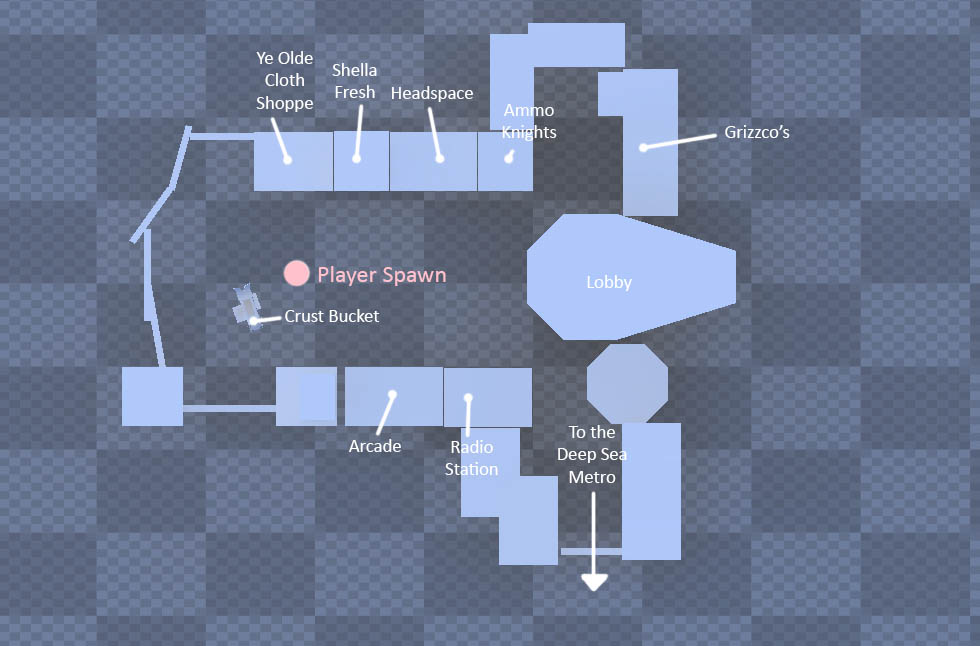 Ye Olde
Cloth
Shoppe
Shella
Fresh
Headspace
Ammo
Knights
Grizzco's
Player Spawn
Lobby
Crust Bucket
Arcade
Radio
Station
To the
Deep Sea
Metro